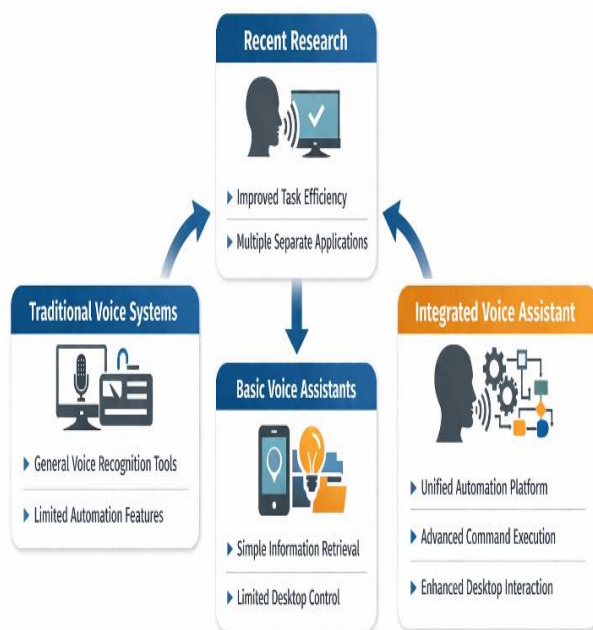 Recent Research
Improved Task Efficiency
Multiple Separate Applications
Traditional Voice Systems
General Voice Recognition Tools
Limited Automation Features
Basic Voice Assistants
Simple Information Retrieval
Limited Desktop Control
Integrated Voice Assistant
Unified Automation Platform
Advanced Command Execution
Enhanced Desktop Interaction